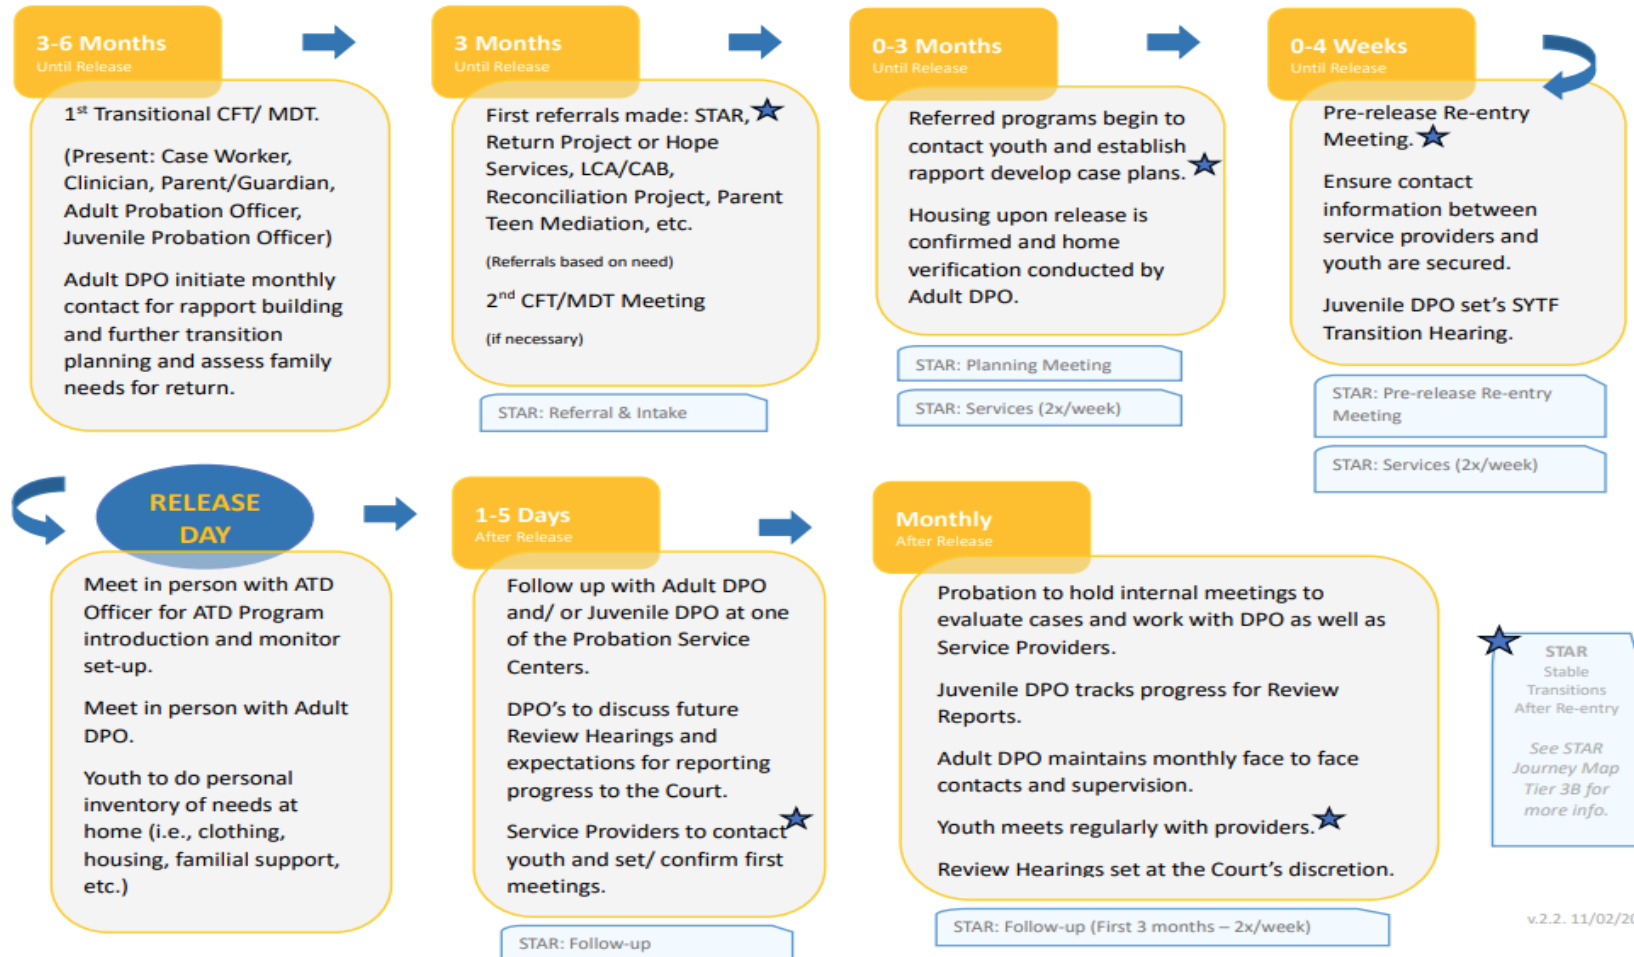 3-6 Months
Until Release
1st Transitional CFT/ MDT.
(Present: Case Worker,
Clinician, Parent/Guardian,
Adult Probation Officer,
Juvenile Probation Officer)
Adult DPO initiate monthly
contact for rapport building
and further transition
planning and assess family
needs for return.
3 Months
Until Release
First referrals made: STAR,
Return Project or Hope
Services, LCA/CAB,
Reconciliation Project, Parent
Teen Mediation, etc.
(Referrals based on need)
2nd CFT/MDT Meeting
(if necessary)
STAR: Referral & Intake
0-3 Months
Until Release
Referred programs begin to
contact youth and establish
rapport develop case plans.
Housing upon release is
confirmed and home
verification conducted by
Adult DPO.
STAR: Planning Meeting
STAR: Services (2x/week)
0-4 Weeks
Until Release
Pre-release Re-entry
Meeting.
Ensure contact
information between
service providers and
youth are secured.
Juvenile DPO set's SYTF
Transition Hearing.
STAR: Pre-release Re-entry
Meeting
STAR: Services (2x/week)
RELEASE
DAY
Meet in person with ATD
Officer for ATD Program
introduction and monitor
set-up.
Meet in person with Adult
DPO.
Youth to do personal
inventory of needs at
home (i.e., clothing,
housing, familial support,
etc.)
1-5 Days
After Release
Follow up with Adult DPO
and/ or Juvenile DPO at one
of the Probation Service
Centers.
DPO's to discuss future
Review Hearings and
expectations for reporting
progress to the Court.
Service Providers to contact
youth and set/ confirm first
meetings.
STAR: Follow-up
Monthly
After Release
Probation to hold internal meetings to
evaluate cases and work with DPO as well as
Service Providers.
Juvenile DPO tracks progress for Review
Reports.
Adult DPO maintains monthly face to face
contacts and supervision.
Youth meets regularly with providers.
Review Hearings set at the Court's discretion.
STAR: Follow-up (First 3 months – 2x/week)
STAR
Stable
Transitions
After Re-entry
See STAR
Journey Map
Tier 3B for
more info.
v.2.2. 11/02/20